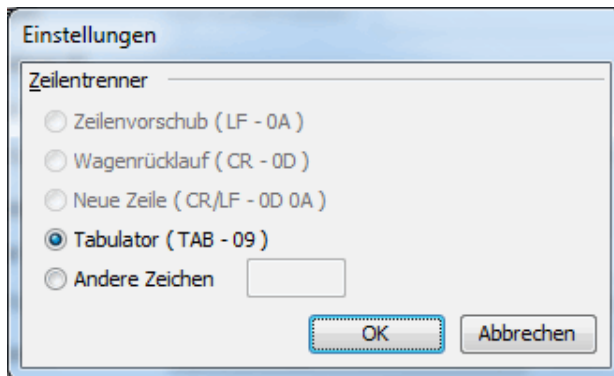 Einstellungen
Zeilentrenner
Zeilenvorschub ( LF - 0A )
Wagenrücklauf ( CR - 0D )
Neue Zeile ( CR/LF - 0D 0A )
Tabulator ( TAB - 09 )
Andere Zeichen
OK Abbrechen